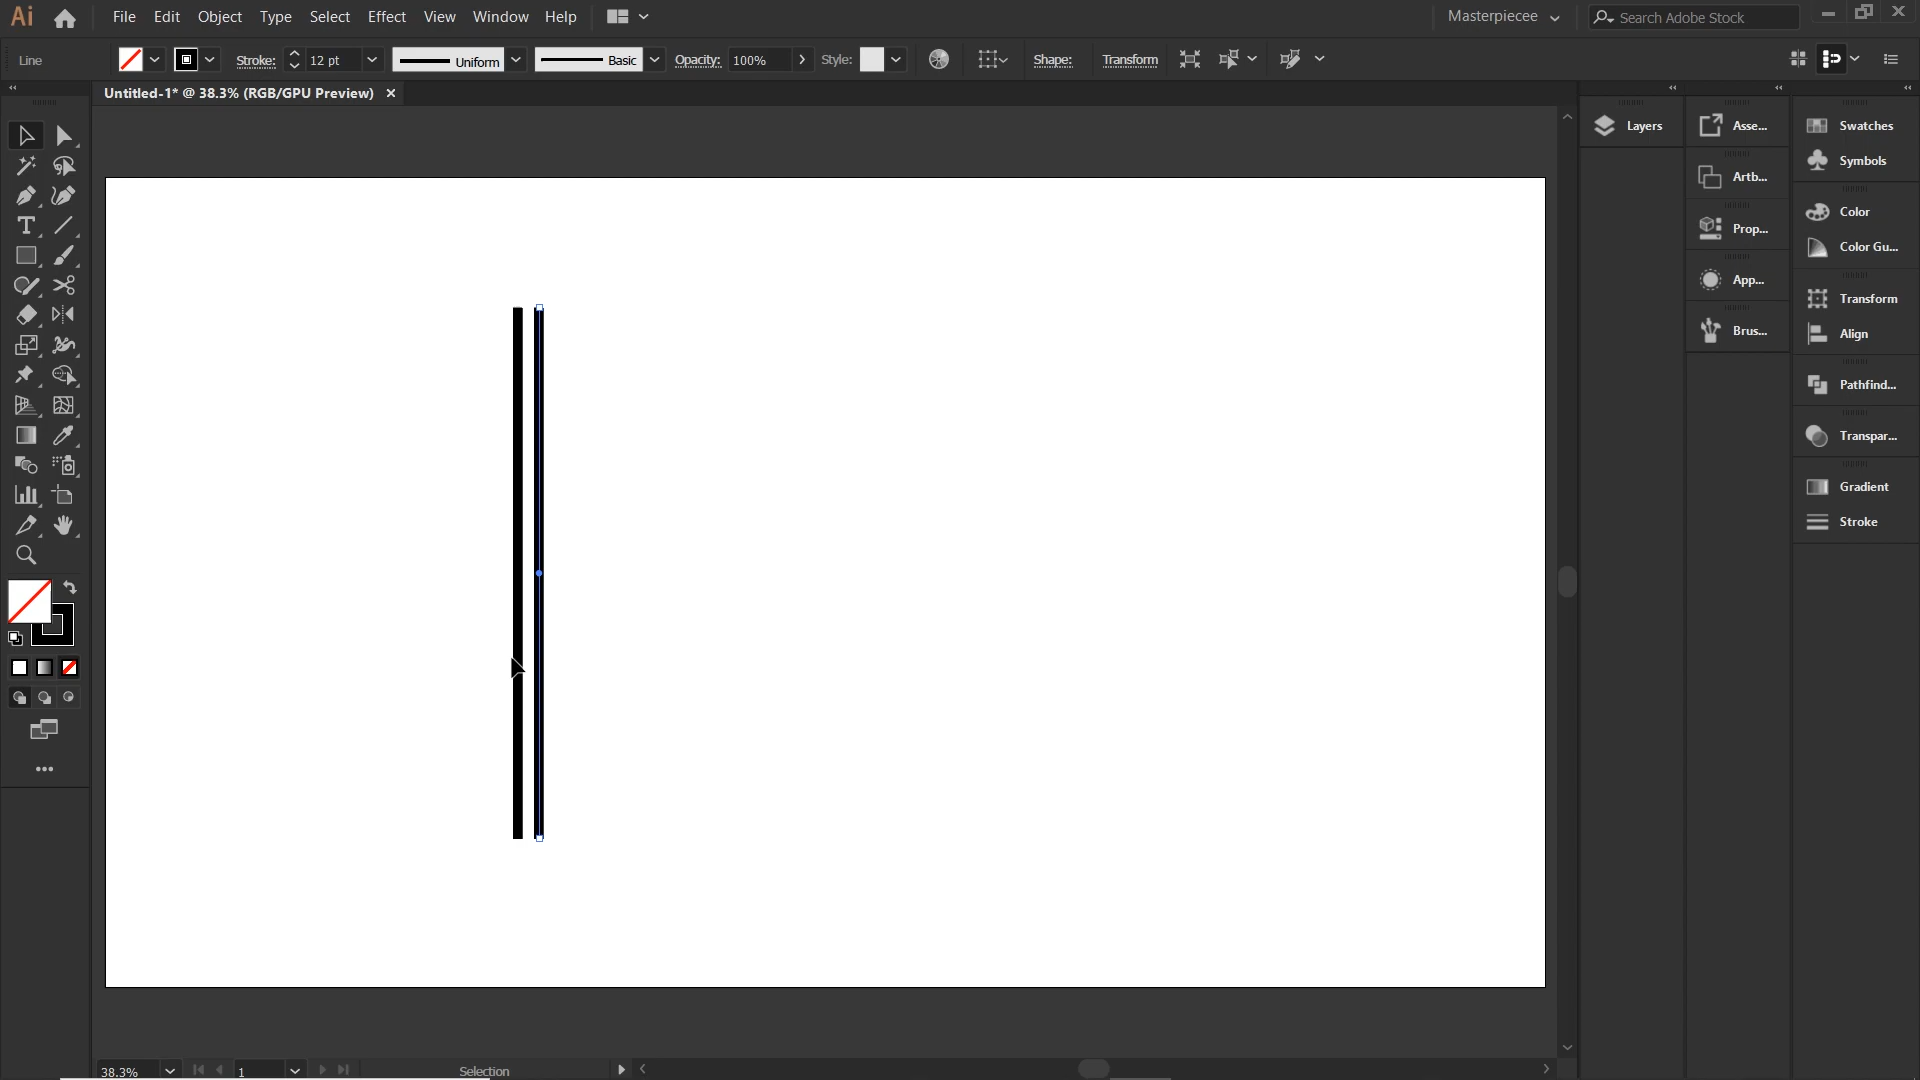 Ai File Edit Object Type Select Effect View Window Help Masterpiecee Search Adobe Stock
Line Stroke: 12 pt Uniform Basic Opacity: 100% Style: Shape: Transform
Untitled-1* @ 38.3% (RGB/GPU Preview)
Layers
Asse...
Artb...
Prop...
App...
Brus...
Swatches
Symbols
Color
Color Gu...
Transform
Align
Pathfind...
Transpar...
Gradient
Stroke
38.3% 1 Selection